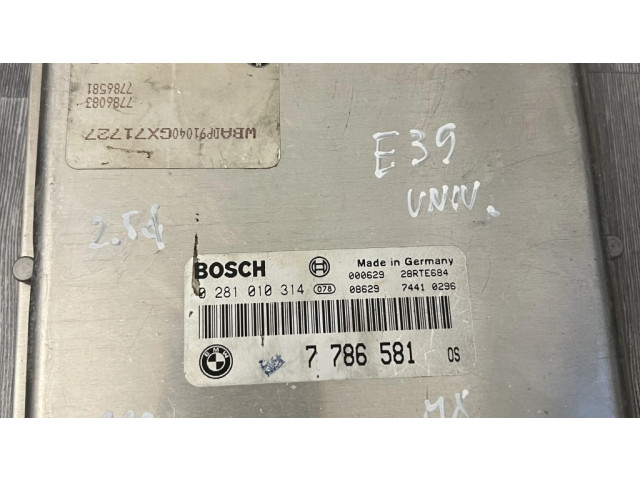 7786581
7786083
WBADP91040GX71727
E39
UNIV.
2.5d
BOSCH
Made in Germany
0 281 010 314 078
000629 28RTE684
08629 7441 0296
BMW
7 786 581 OS